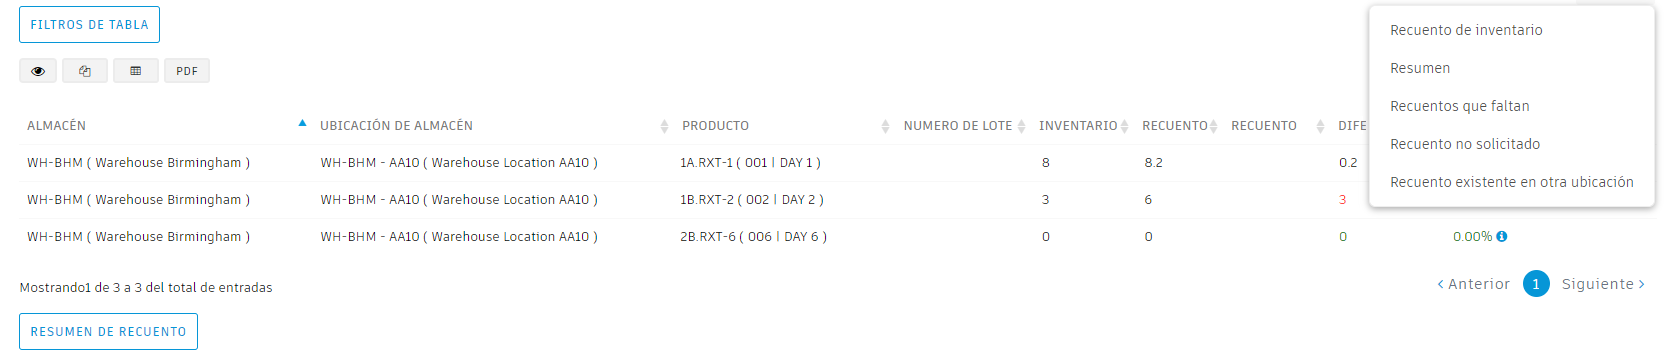 FILTROS DE TABLA
PDF
Recuento de inventario
Resumen
Recuentos que faltan
Recuento no solicitado
Recuento existente en otra ubicación
ALMACÉN UBICACIÓN DE ALMACÉN PRODUCTO NUMERO DE LOTE INVENTARIO RECUENTO RECUENTO DIFE
WH-BHM ( Warehouse Birmingham ) WH-BHM - AA10 ( Warehouse Location AA10 ) 1A.RXT-1 ( 001 | DAY 1 ) 8 8.2 0.2
WH-BHM ( Warehouse Birmingham ) WH-BHM - AA10 ( Warehouse Location AA10 ) 1B.RXT-2 ( 002 | DAY 2 ) 3 6 3
WH-BHM ( Warehouse Birmingham ) WH-BHM - AA10 ( Warehouse Location AA10 ) 2B.RXT-6 ( 006 | DAY 6 ) 0 0 0 0.00%
Mostrando1 de 3 a 3 del total de entradas
‹ Anterior 1 Siguiente ›
RESUMEN DE RECUENTO